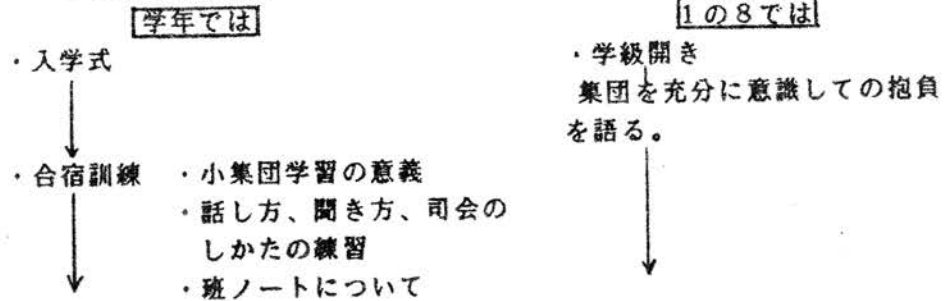 学年では
・入学式
・合宿訓練 ・小集団学習の意義
・話し方、聞き方、司会の
しかたの練習
・班ノートについて
1の8では
・学級開き
集団を充分に意識しての抱負
を語る。